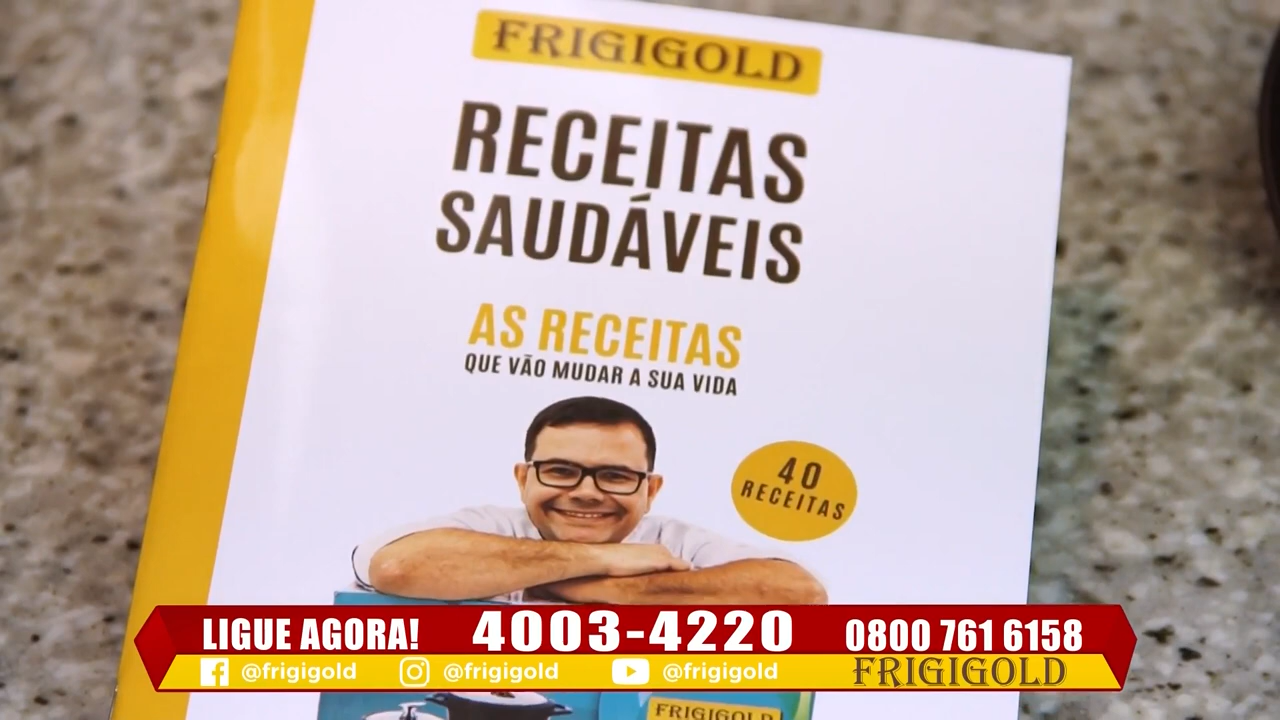 FRIGIGOLD
RECEITAS
SAUDÁVEIS
AS RECEITAS
QUE VÃO MUDAR A SUA VIDA
40
RECEITAS
LIGUE AGORA! 4003-4220 0800 761 6158
@frigigold @frigigold @frigigold FRIGIGOLD
FRIGIGOLD